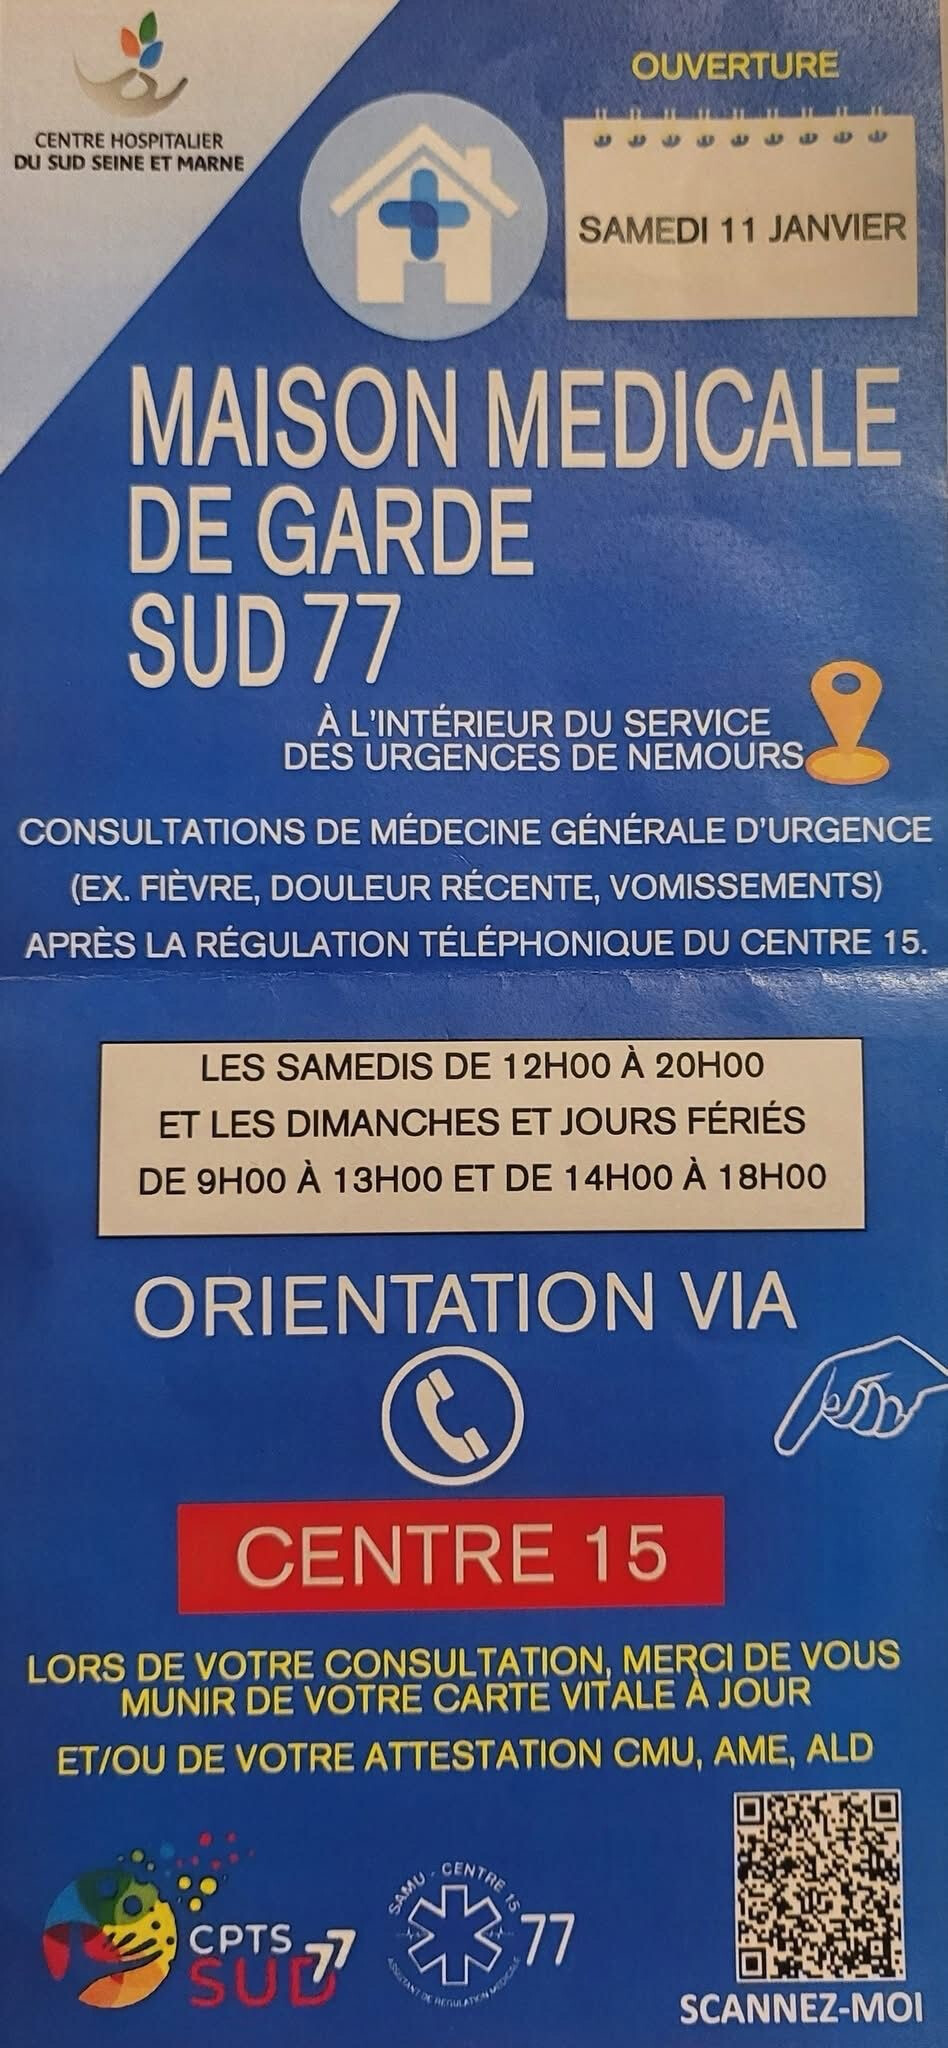 CENTRE HOSPITALIER
DU SUD SEINE ET MARNE
OUVERTURE
SAMEDI 11 JANVIER
MAISON MEDICALE
DE GARDE
SUD 77
À L'INTÉRIEUR DU SERVICE
DES URGENCES DE NEMOURS
CONSULTATIONS DE MÉDECINE GÉNÉRALE D'URGENCE
(EX. FIÈVRE, DOULEUR RÉCENTE, VOMISSEMENTS)
APRÈS LA RÉGULATION TÉLÉPHONIQUE DU CENTRE 15.
LES SAMEDIS DE 12H00 À 20H00
ET LES DIMANCHES ET JOURS FÉRIÉS
DE 9H00 À 13H00 ET DE 14H00 À 18H00
ORIENTATION VIA
CENTRE 15
LORS DE VOTRE CONSULTATION, MERCI DE VOUS
MUNIR DE VOTRE CARTE VITALE À JOUR
ET/OU DE VOTRE ATTESTATION CMU, AME, ALD
CPTS
SUD 77
SAMU - CENTRE 15
77
ASSISTANT DE REGULATION MEDICALE
SCANNEZ-MOI